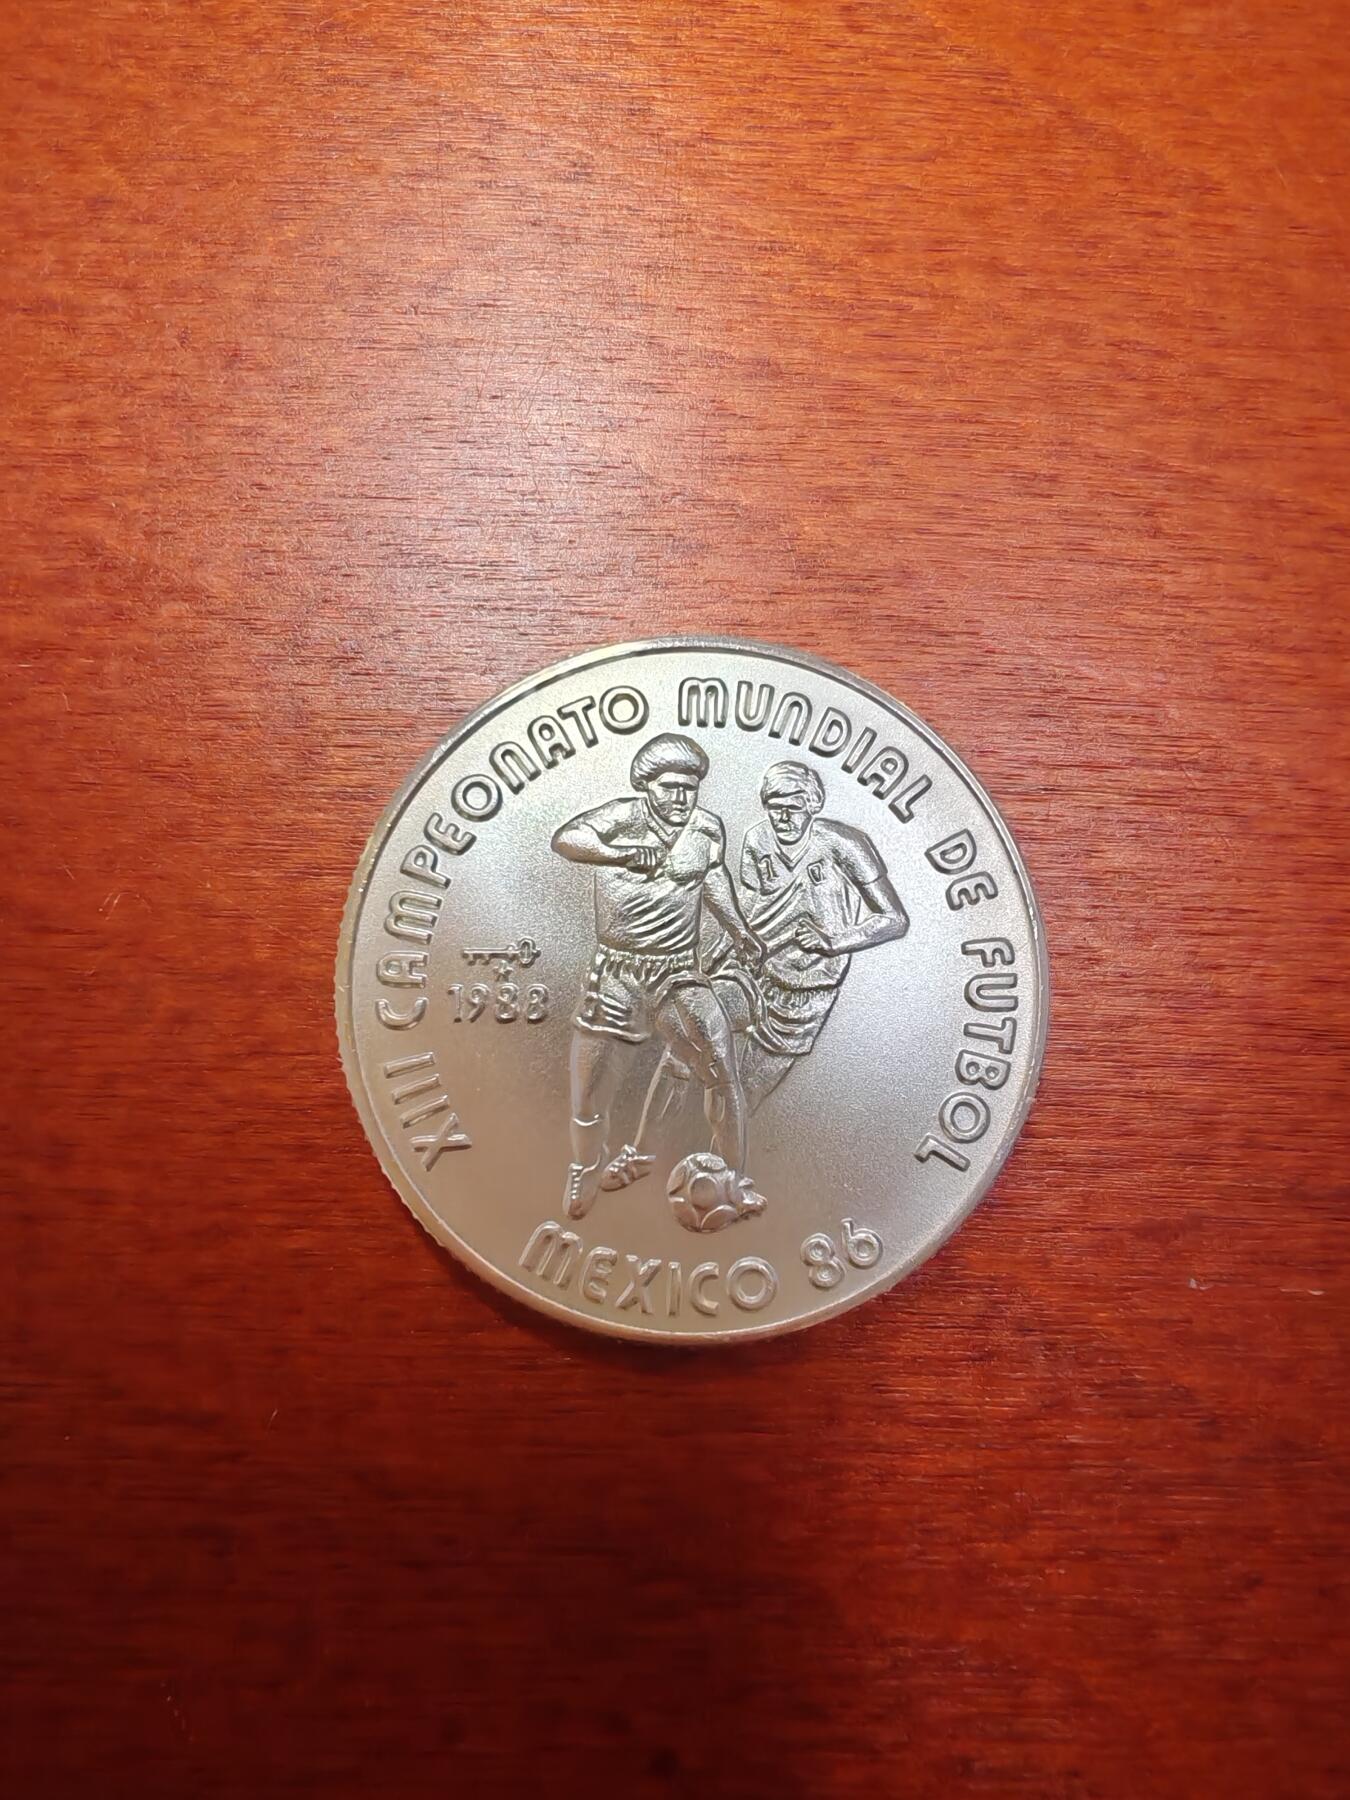 XIII CAMPEONATO MUNDIAL DE FUTBOL
1988
MEXICO 86